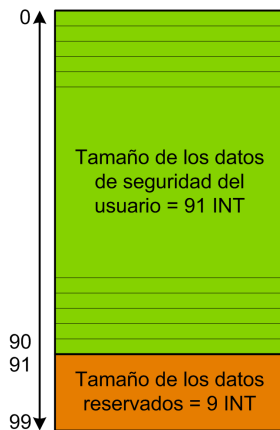 0
Tamaño de los datos
de seguridad del
usuario = 91 INT
90
91
Tamaño de los datos
reservados = 9 INT
99